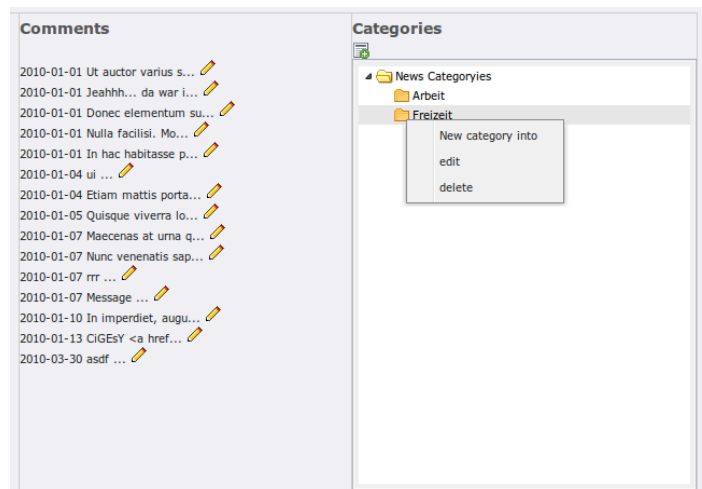 Comments
2010-01-01 Ut auctor varius s...
2010-01-01 Jeahhh... da war i...
2010-01-01 Donec elementum su...
2010-01-01 Nulla facilisi. Mo...
2010-01-01 In hac habitasse p...
2010-01-04 ui ...
2010-01-04 Etiam mattis porta...
2010-01-05 Quisque viverra lo...
2010-01-07 Maecenas at urna q...
2010-01-07 Nunc venenatis sap...
2010-01-07 rrr ...
2010-01-07 Message ...
2010-01-10 In imperdiet, augu...
2010-01-13 CiGEsY <a href...
2010-03-30 asdf ...
Categories
News Categoryies
Arbeit
Freizeit
New category into
edit
delete